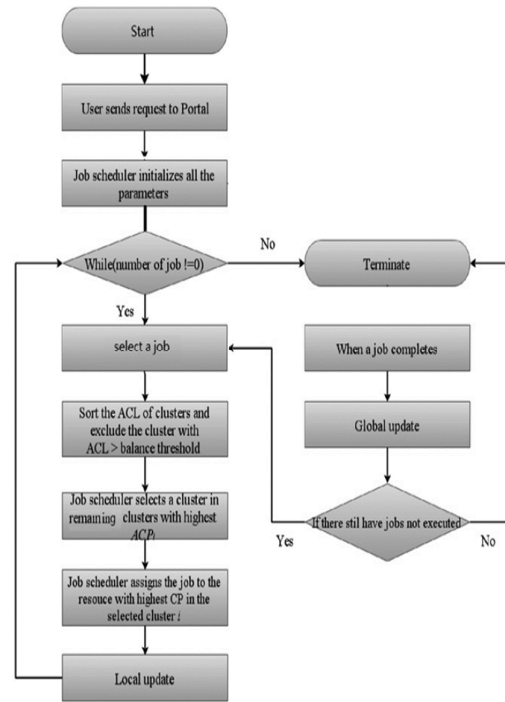 Start
User sends request to Portal
Job scheduler initializes all the
parameters
While(number of job !=0)
No
Terminate
Yes
select a job
When a job completes
Sort the ACL of clusters and
exclude the cluster with
ACL > balance threshold
Global update
Job scheduler selects a cluster in
remaining clusters with highest
ACPi
If there stil have jobs not executed
Yes
No
Job scheduler assigns the job to the
resouce with highest CP in the
selected cluster i
Local update